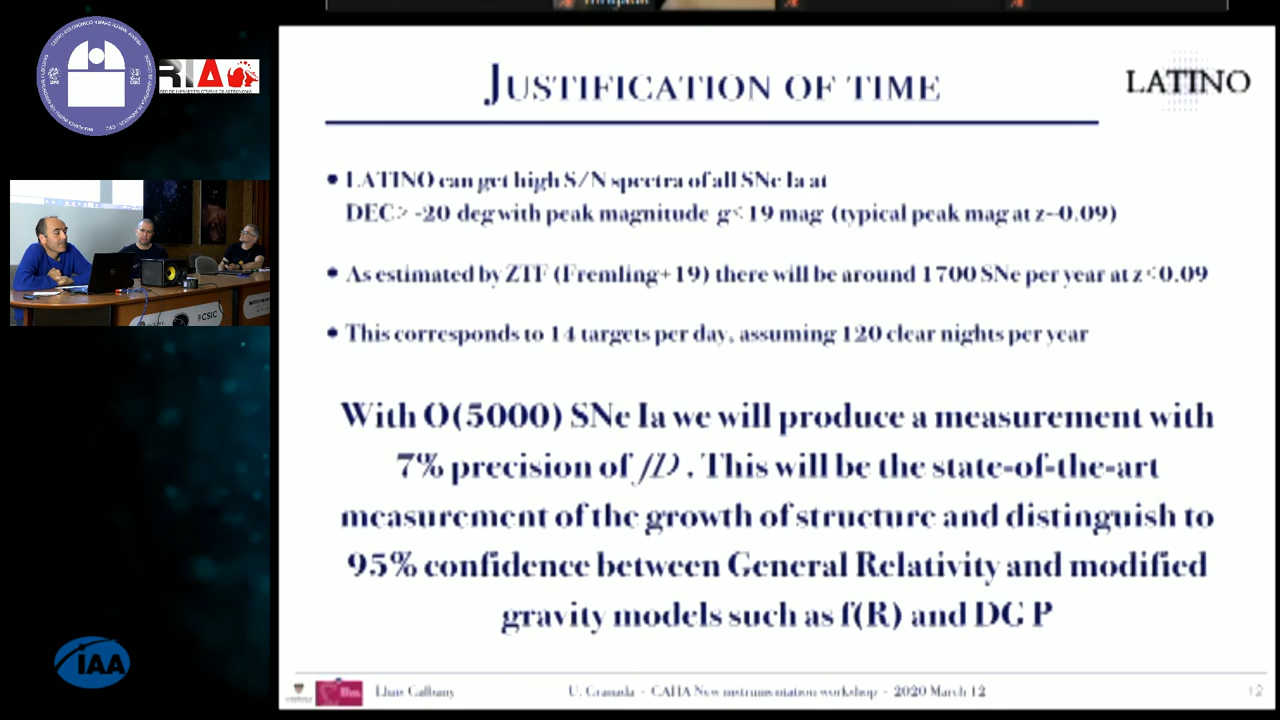 RIA
JUSTIFICATION OF TIME
LATINO
• LATINO can get high S/N spectra of all SNe Ia at
DEC> -20 deg with peak magnitude g<19 mag (typical peak mag at z~0.09)
• As estimated by ZTF (Fremling+19) there will be around 1700 SNe per year at z<0.09
• This corresponds to 14 targets per day, assuming 120 clear nights per year
With O(5000) SNe Ia we will produce a measurement with
7% precision of fD . This will be the state-of-the-art
measurement of the growth of structure and distinguish to
95% confidence between General Relativity and modified
gravity models such as f(R) and DGP
CSIC
IAA
Lluís Galbany
U. Granada - CAHA New instrumentation workshop - 2020 March 12
12